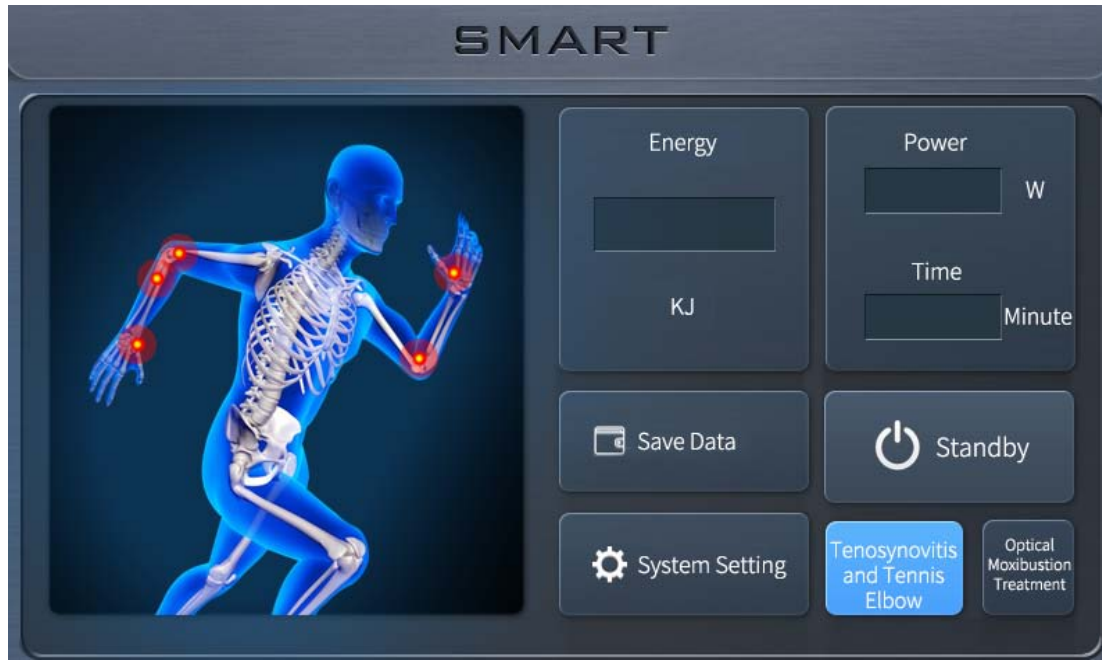 SMART
Energy
KJ
Power
W
Time
Minute
Save Data
Standby
System Setting
Tenosynovitis
and Tennis
Elbow
Optical
Moxibustion
Treatment